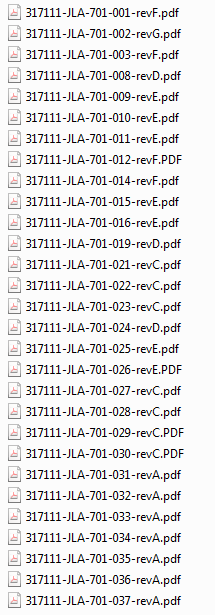 317111-JLA-701-001-revF.pdf
317111-JLA-701-002-revG.pdf
317111-JLA-701-003-revF.pdf
317111-JLA-701-008-revD.pdf
317111-JLA-701-009-revE.pdf
317111-JLA-701-010-revE.pdf
317111-JLA-701-011-revE.pdf
317111-JLA-701-012-revF.PDF
317111-JLA-701-014-revF.pdf
317111-JLA-701-015-revE.pdf
317111-JLA-701-016-revE.pdf
317111-JLA-701-019-revD.pdf
317111-JLA-701-021-revC.pdf
317111-JLA-701-022-revC.pdf
317111-JLA-701-023-revC.pdf
317111-JLA-701-024-revD.pdf
317111-JLA-701-025-revE.pdf
317111-JLA-701-026-revE.PDF
317111-JLA-701-027-revC.pdf
317111-JLA-701-028-revC.pdf
317111-JLA-701-029-revC.PDF
317111-JLA-701-030-revC.PDF
317111-JLA-701-031-revA.pdf
317111-JLA-701-032-revA.pdf
317111-JLA-701-033-revA.pdf
317111-JLA-701-034-revA.pdf
317111-JLA-701-035-revA.pdf
317111-JLA-701-036-revA.pdf
317111-JLA-701-037-revA.pdf